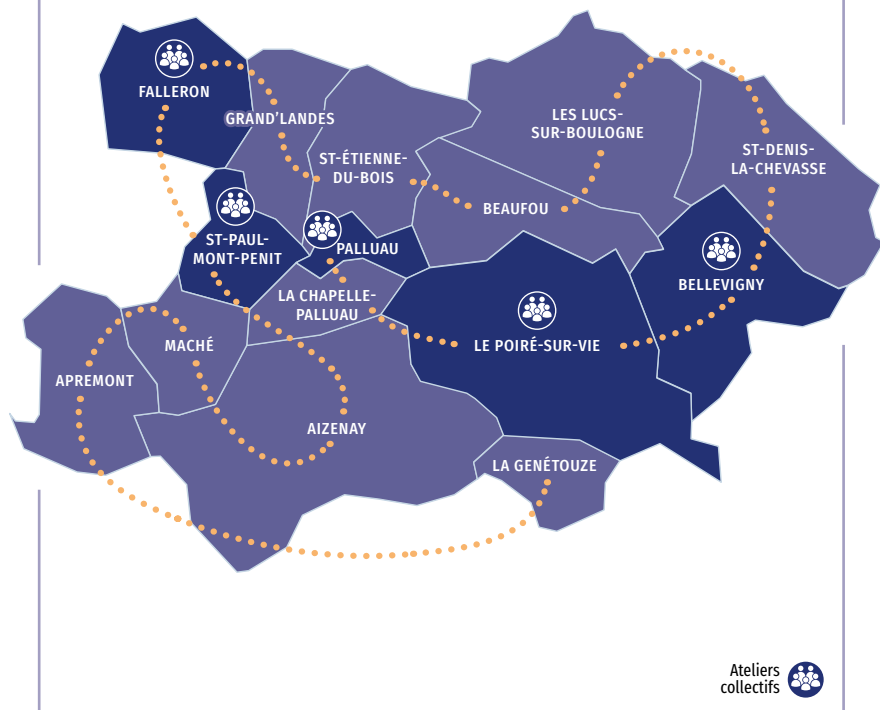 FALLERON
GRAND'LANDES
LES LUCS-
SUR-BOULOGNE
ST-DENIS-
LA-CHEVASSE
ST-ÉTIENNE-
DU-BOIS
BEAUFOU
ST-PAUL-
MONT-PENIT
PALLUAU
BELLEVIGNY
LA CHAPELLE-
PALLUAU
MACHÉ
LE POIRÉ-SUR-VIE
APREMONT
AIZENAY
LA GENÉTOUZE
Ateliers
collectifs